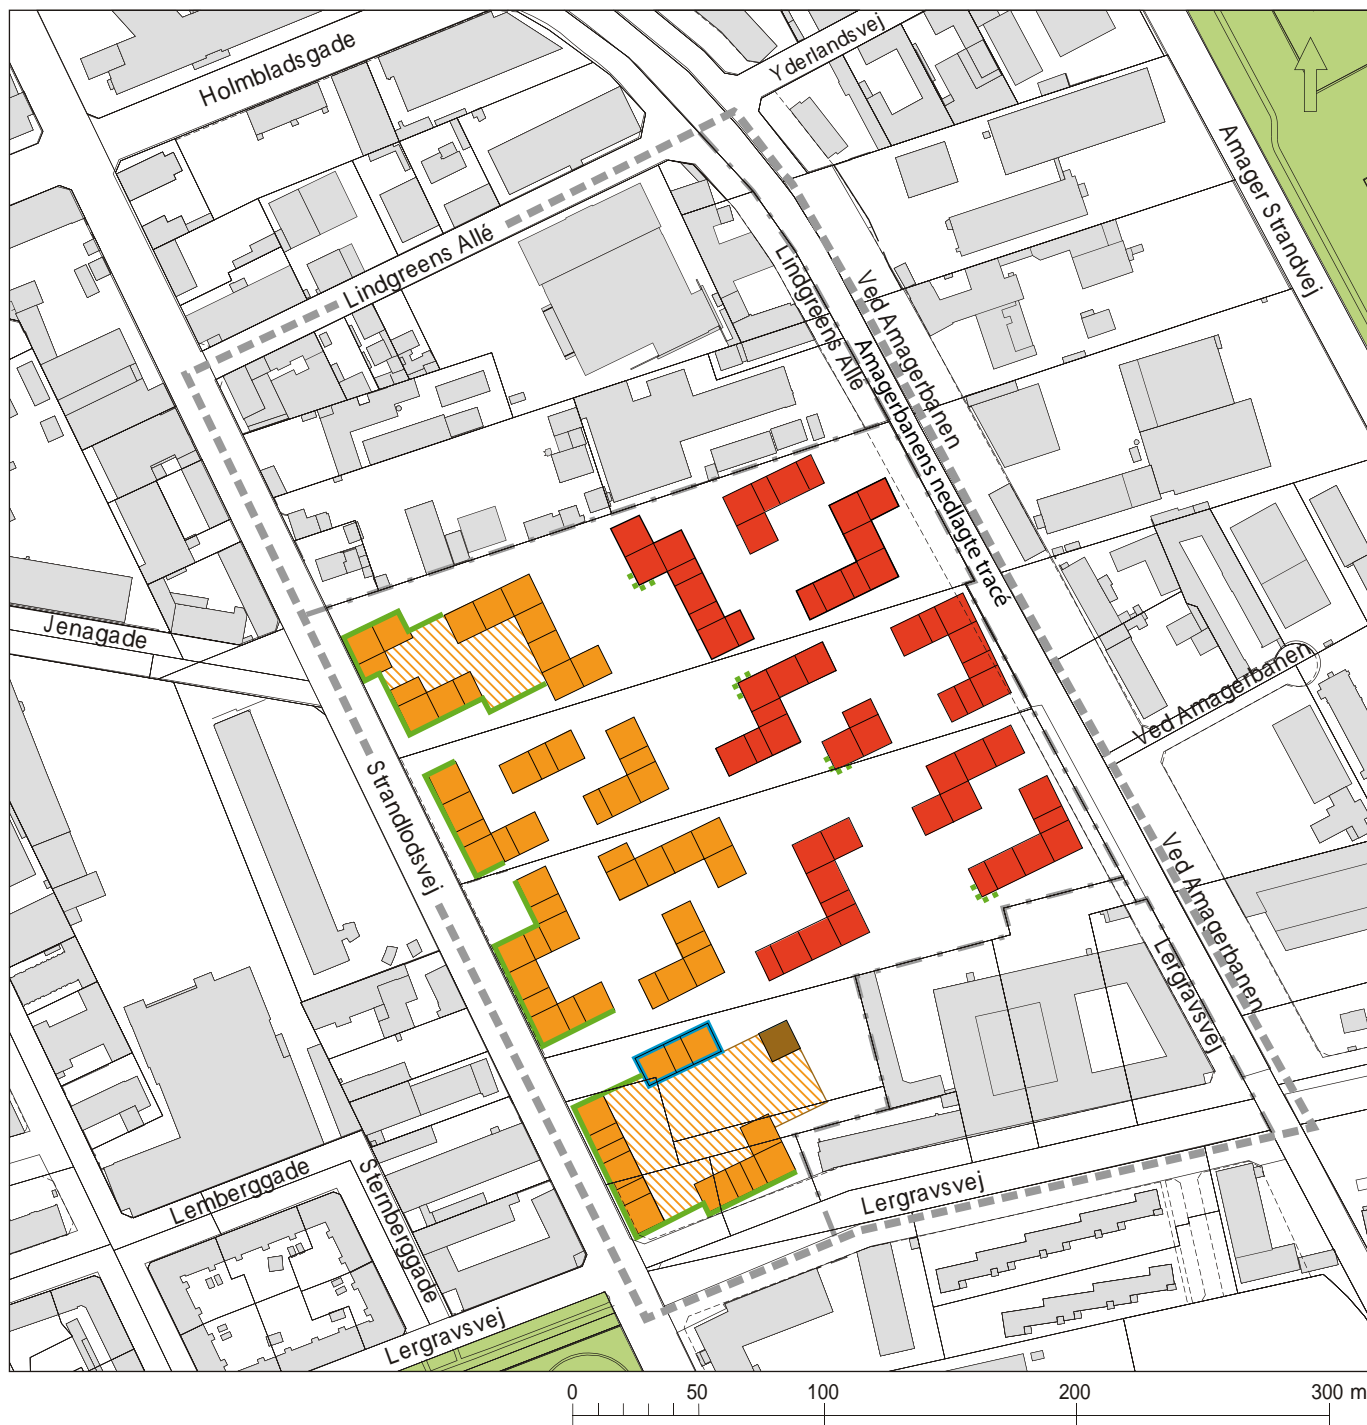 Holmbladsgade
Yderlandsvej
Amager Strandvej
Lindgreens Allé
Lindgreens Allé
Ved Amagerbanen
Amagerbanens nedlagte tracé
Jenagade
Ved Amagerbanen
Strandlodsvej
Ved Amagerbanen
Lergravsvej
Lemberggade
Sternberggade
Lergravsvej
Lergravsvej
0 50 100 200 300 m